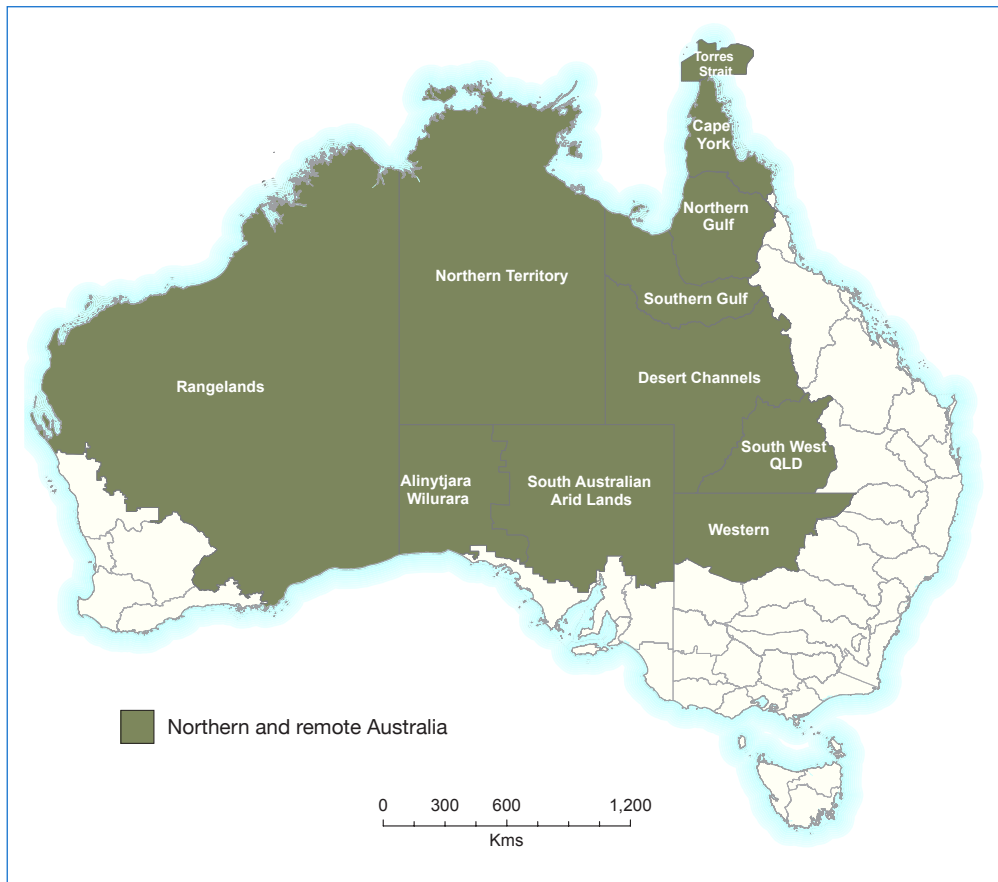 Torres
Strait
Cape
York
Northern
Gulf
Northern Territory
Southern Gulf
Rangelands
Desert Channels
South West
QLD
Alinytjara
Wilurara
South Australian
Arid Lands
Western
Northern and remote Australia
0 300 600 1,200
Kms